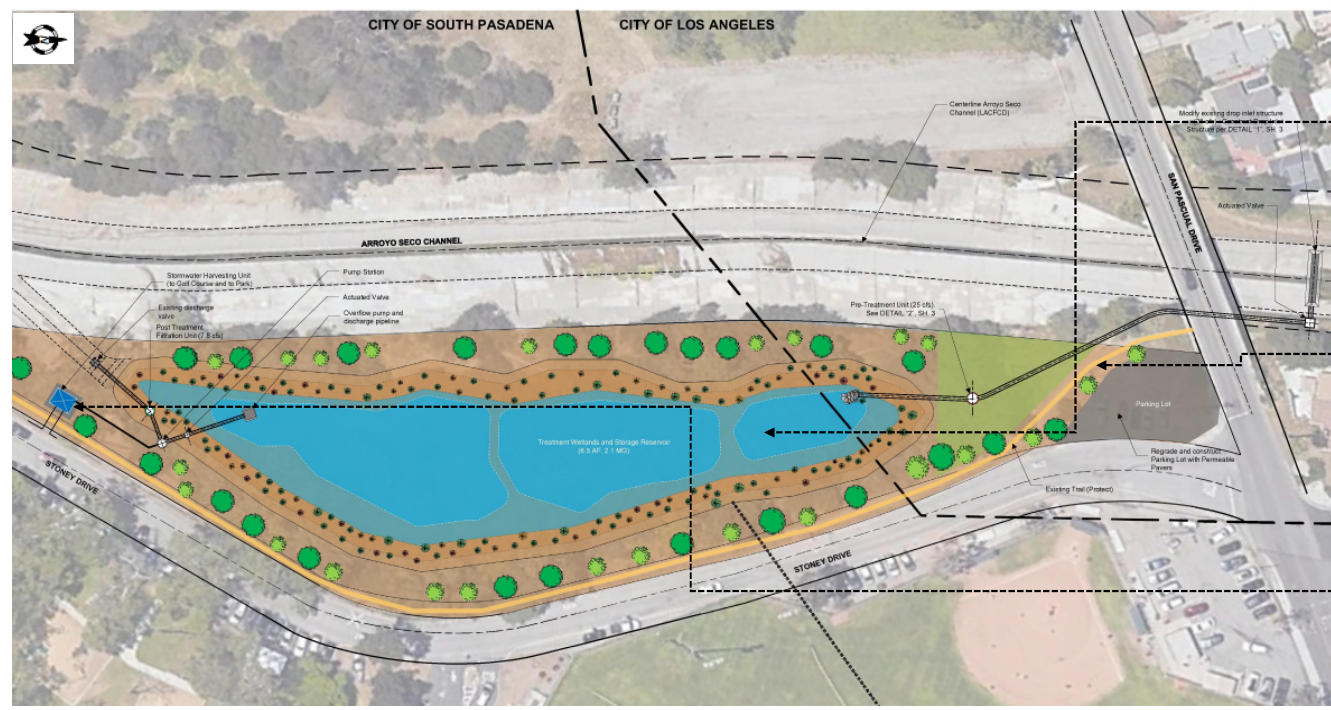 CITY OF SOUTH PASADENA
CITY OF LOS ANGELES
N
Centerline Arroyo Seco
Channel (LACFCD)
Modify existing drop inlet structure
Structure per DETAIL "1", SH. 3
SAN PASCUAL DRIVE
Actuated Valve
ARROYO SECO CHANNEL
Stormwater Harvesting Unit
(to Golf Course and to Park)
Pump Station
Existing discharge
valve
Actuated Valve
Overflow pump and
discharge pipeline
Post Treatment
Filtration Unit (7.8 cfs)
Pre-Treatment Unit (25 cfs).
See DETAIL "2", SH. 3
Parking Lot
Treatment Wetlands and Storage Reservoir
(6.5 AF, 2.1 MG)
Regrade and construct
Parking Lot with Permeable
Pavers
Existing Trail (Protect)
STONEY DRIVE
STONEY DRIVE